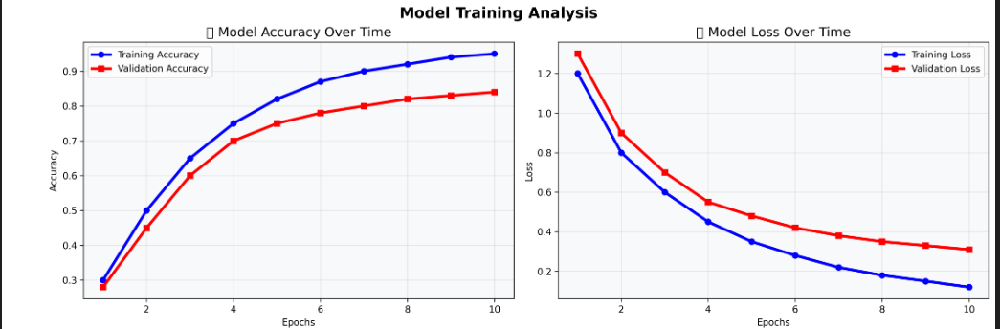 Model Training Analysis
▯ Model Accuracy Over Time
Training Accuracy
Validation Accuracy
0.9
0.8
0.7
0.6
0.5
0.4
0.3
Accuracy
2 4 6 8 10
Epochs
▯ Model Loss Over Time
Training Loss
Validation Loss
1.2
1.0
0.8
0.6
0.4
0.2
Loss
2 4 6 8 10
Epochs